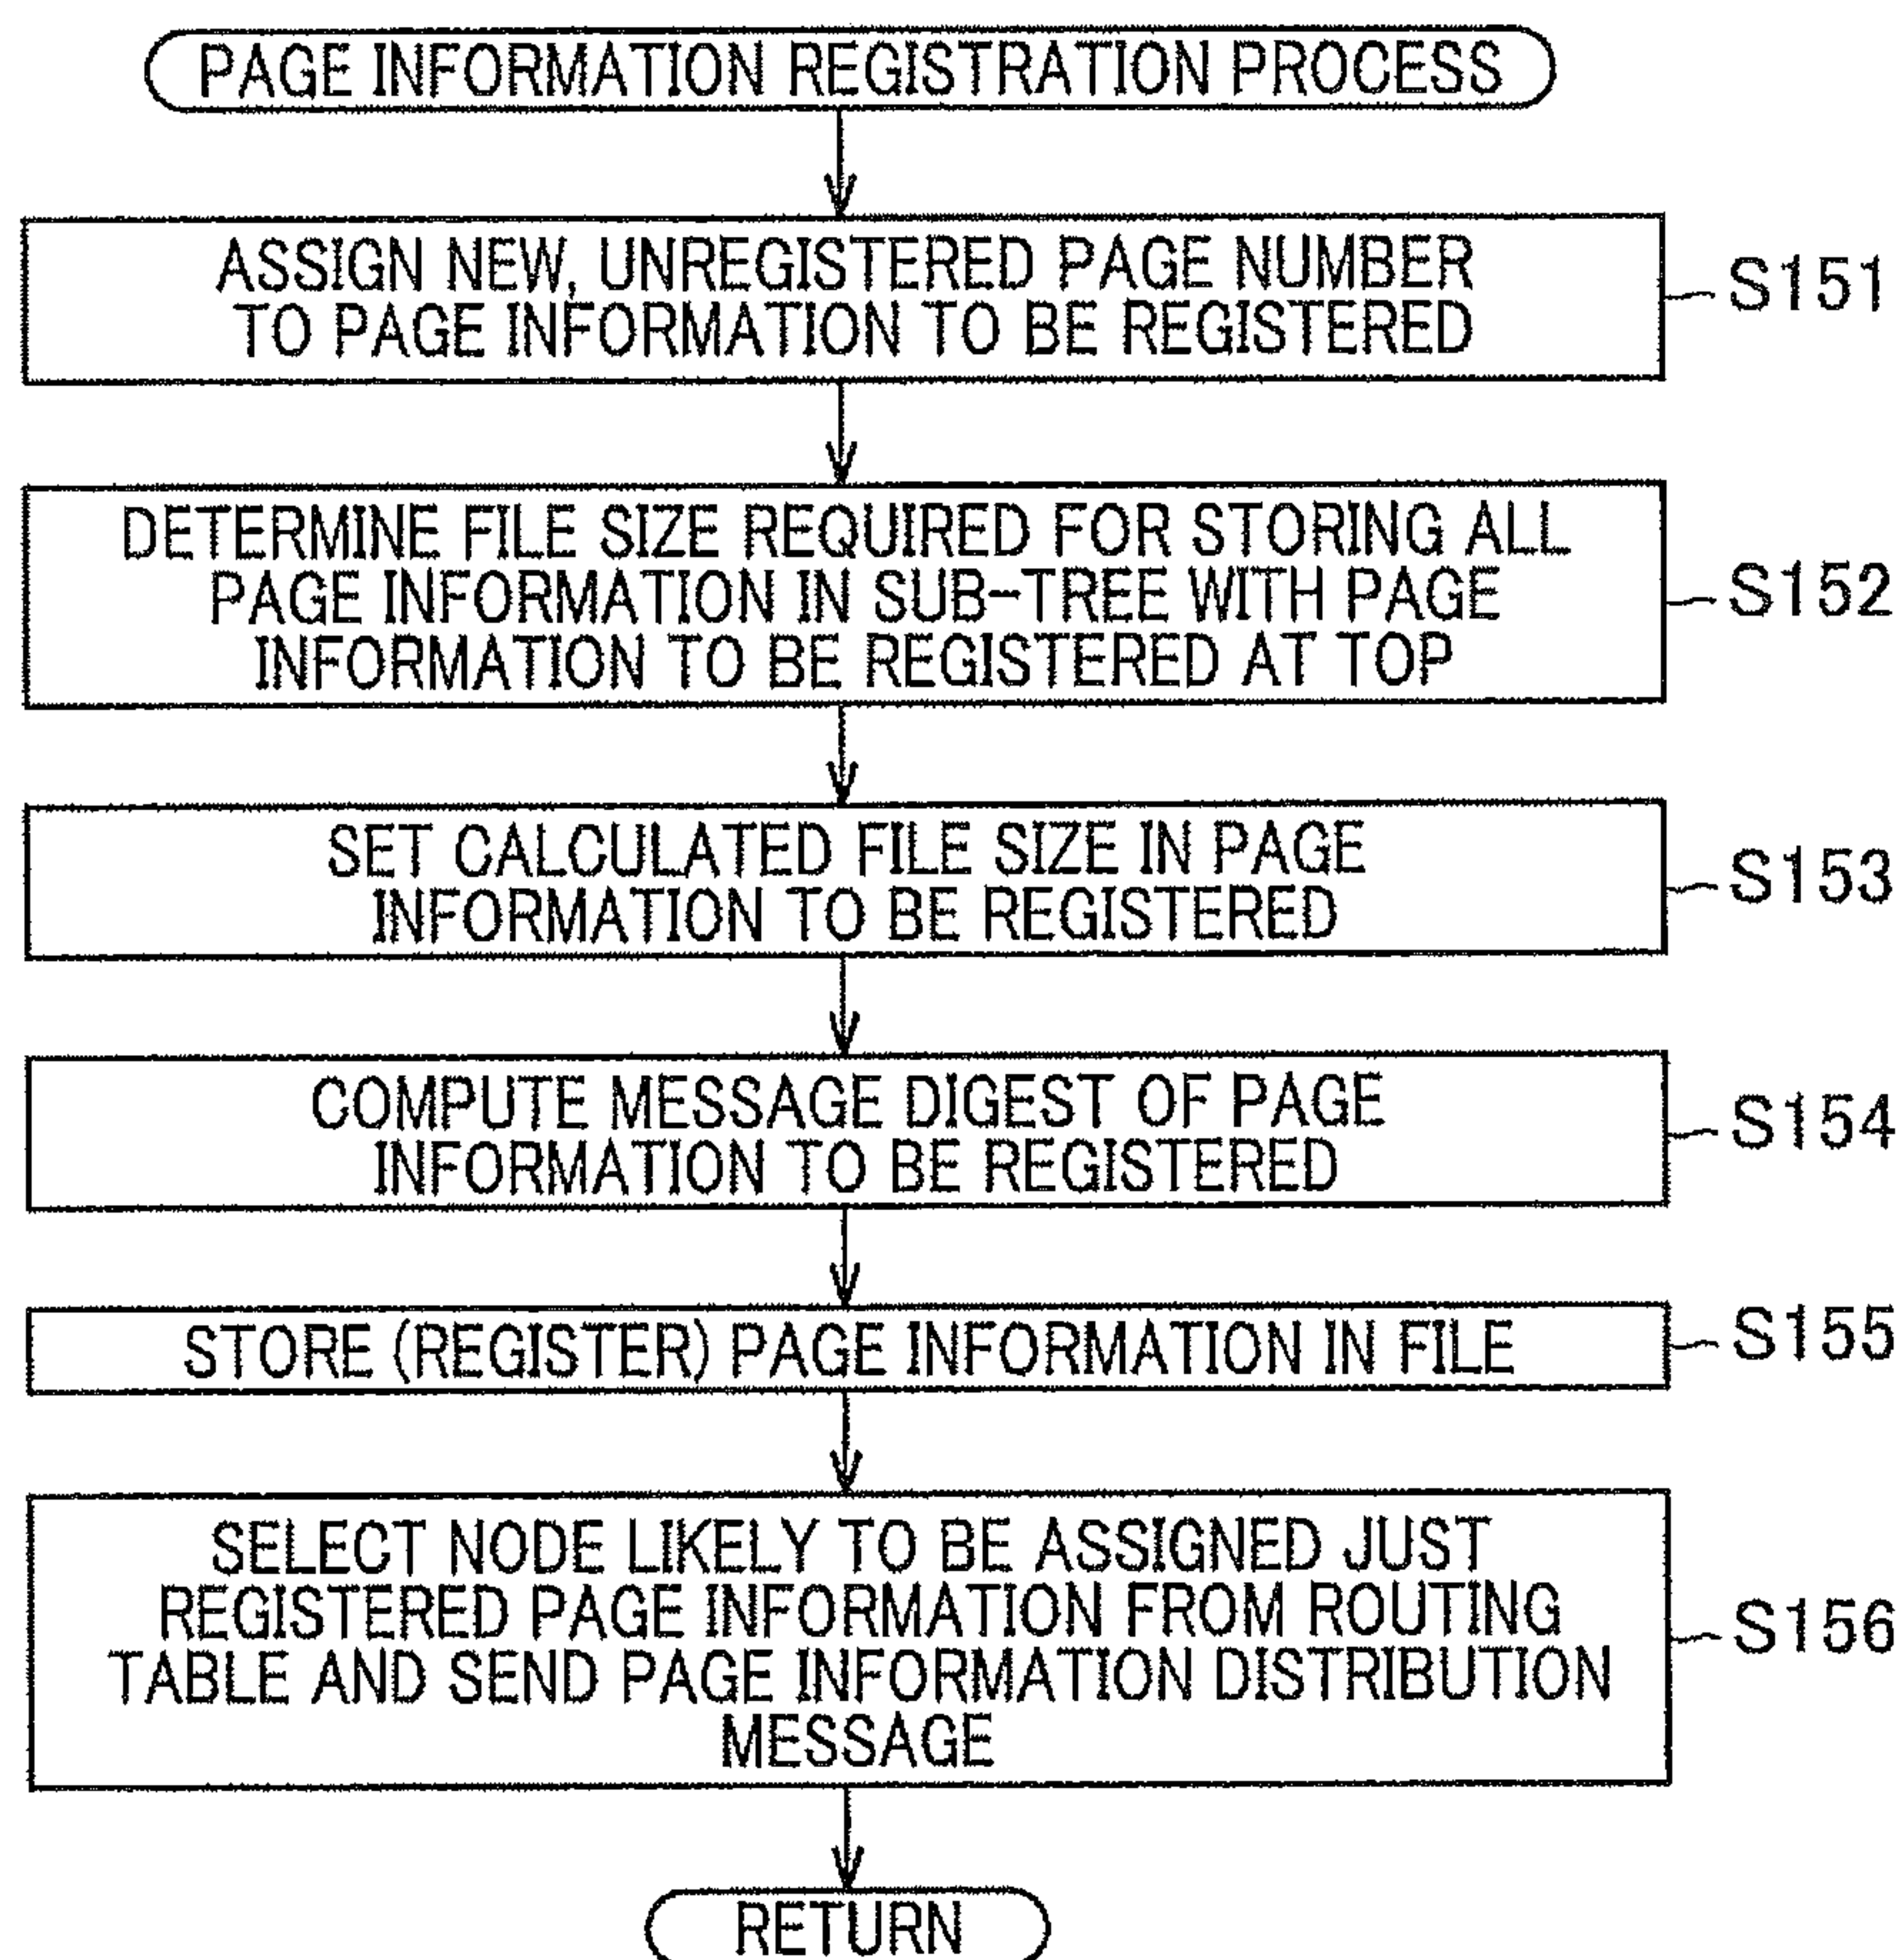 PAGE INFORMATION REGISTRATION PROCESS
ASSIGN NEW, UNREGISTERED PAGE NUMBER
TO PAGE INFORMATION TO BE REGISTERED
S151
DETERMINE FILE SIZE REQUIRED FOR STORING ALL
PAGE INFORMATION IN SUB-TREE WITH PAGE
INFORMATION TO BE REGISTERED AT TOP
S152
SET CALCULATED FILE SIZE IN PAGE
INFORMATION TO BE REGISTERED
S153
COMPUTE MESSAGE DIGEST OF PAGE
INFORMATION TO BE REGISTERED
S154
STORE (REGISTER) PAGE INFORMATION IN FILE
S155
SELECT NODE LIKELY TO BE ASSIGNED JUST
REGISTERED PAGE INFORMATION FROM ROUTING
TABLE AND SEND PAGE INFORMATION DISTRIBUTION
MESSAGE
S156
RETURN